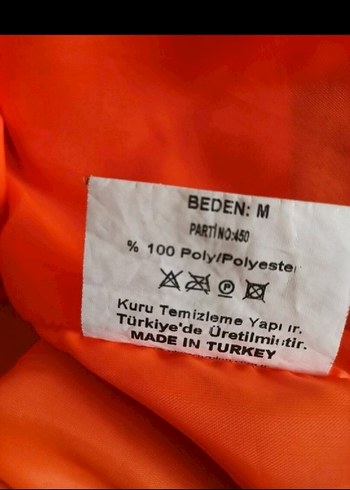 BEDEN: M
PARTİ NO:450
% 100 Poly/Polyester
P
Kuru Temizleme Yapılır.
Türkiye'de Üretilmiştir.
MADE IN TURKEY